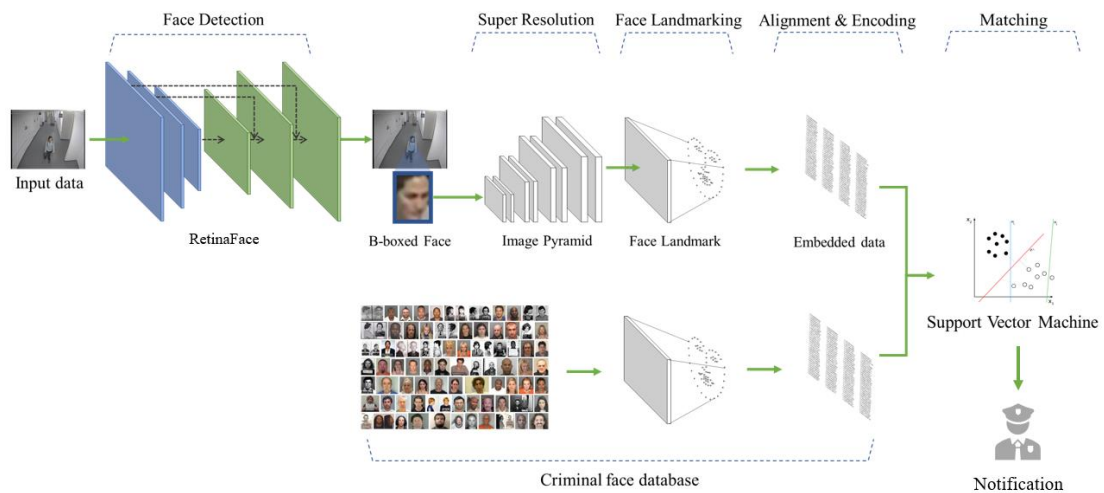 Face Detection
Super Resolution
Face Landmarking
Alignment & Encoding
Matching
Input data
RetinaFace
B-boxed Face
Image Pyramid
Face Landmark
Embedded data
Support Vector Machine
Criminal face database
Notification